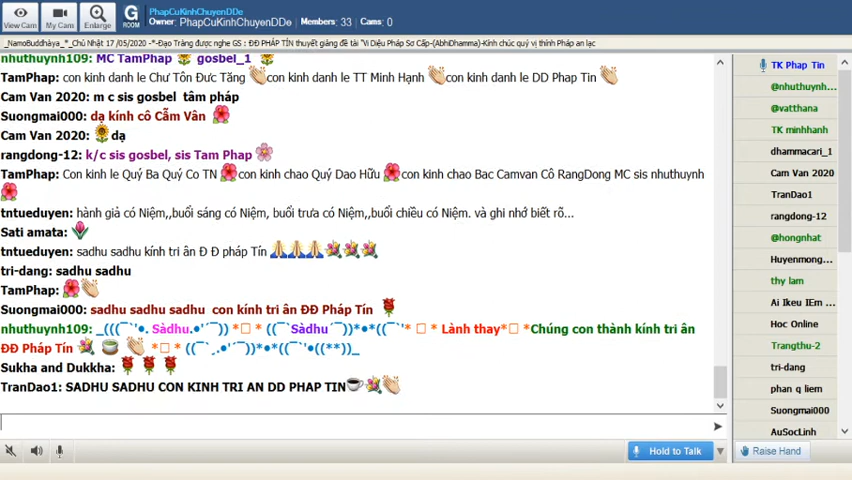 PhapCuKinhChuyenDDe
Owner: PhapCuKinhChuyenDDe Members: 33 Cams: 0
View Cam My Cam Enlarge G ROOM
_NamoBuddhàya_*_Chủ Nhật 17 /05/2020 -*-Đạo Tràng được nghe GS : ĐĐ PHÁP TÍN thuyết giảng đề tài "Vi Diệu Pháp Sơ Cấp-(AbhiDhamma)-Kính chúc quý vị thính Pháp an lạc
nhuthuynh109: MC TamPhap gosbel_1
TamPhap: con kinh danh le Chư Tôn Đưc Tăng con kinh danh le TT Minh Hạnh con kinh danh le DD Phap Tin
Cam Van 2020: m c sis gosbel tâm pháp
Suongmai000: dạ kính cô Cẫm Vân
Cam Van 2020: dạ
rangdong-12: k/c sis gosbel, sis Tam Phap
TamPhap: Con kinh le Quý Ba Quý Co TN con kinh chao Quý Dao Hữu con kinh chao Bac Camvan Cô RangDong MC sis nhuthuynh
tntueduyen: hành giả có Niệm,,buổi sáng có Niệm, buổi trưa có Niệm,,buổi chiều có Niệm. và ghi nhớ biết rõ...
Sati amata:
tntueduyen: sadhu sadhu kính tri ân Đ Đ pháp Tín
tri-dang: sadhu sadhu
TamPhap:
Suongmai000: sadhu sadhu sadhu con kính tri ân ĐĐ Pháp Tín
nhuthuynh109: _(((¯`'•. Sàdhu.•'´¯)) *□ * ((¯`Sàdhu´¯))*•*((¯`'* □ * Lành thay*□ *Chúng con thành kính tri ân
ĐĐ Pháp Tín *□ * ((¯`¸.•'´¯))*•*((¯`'•((**))_
Sukha and Dukkha:
TranDao1: SADHU SADHU CON KINH TRI AN DD PHAP TIN
Hold to Talk
TK Phap Tin
@nhuthuynh...
@vatthana
TK minhhanh
dhammacari_1
Cam Van 2020
TranDao1
rangdong-12
@hongnhat
Huyenmong...
thy lam
Ai Ikeu IEm ...
Hoc Online
Trangthu-2
tri-dang
phan q liem
Suongmai000
AuSocLinh
Raise Hand